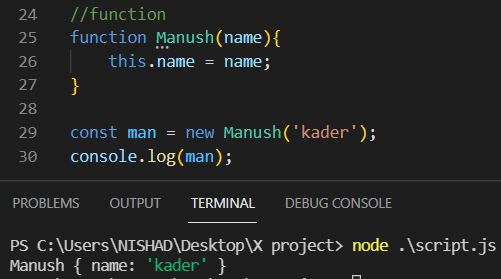 24 //function
25 function Manush(name){
26 this.name = name;
27 }
28
29 const man = new Manush('kader');
30 console.log(man);
PROBLEMS OUTPUT TERMINAL DEBUG CONSOLE
PS C:\Users\NISHAD\Desktop\X project> node .\script.js
Manush { name: 'kader' }